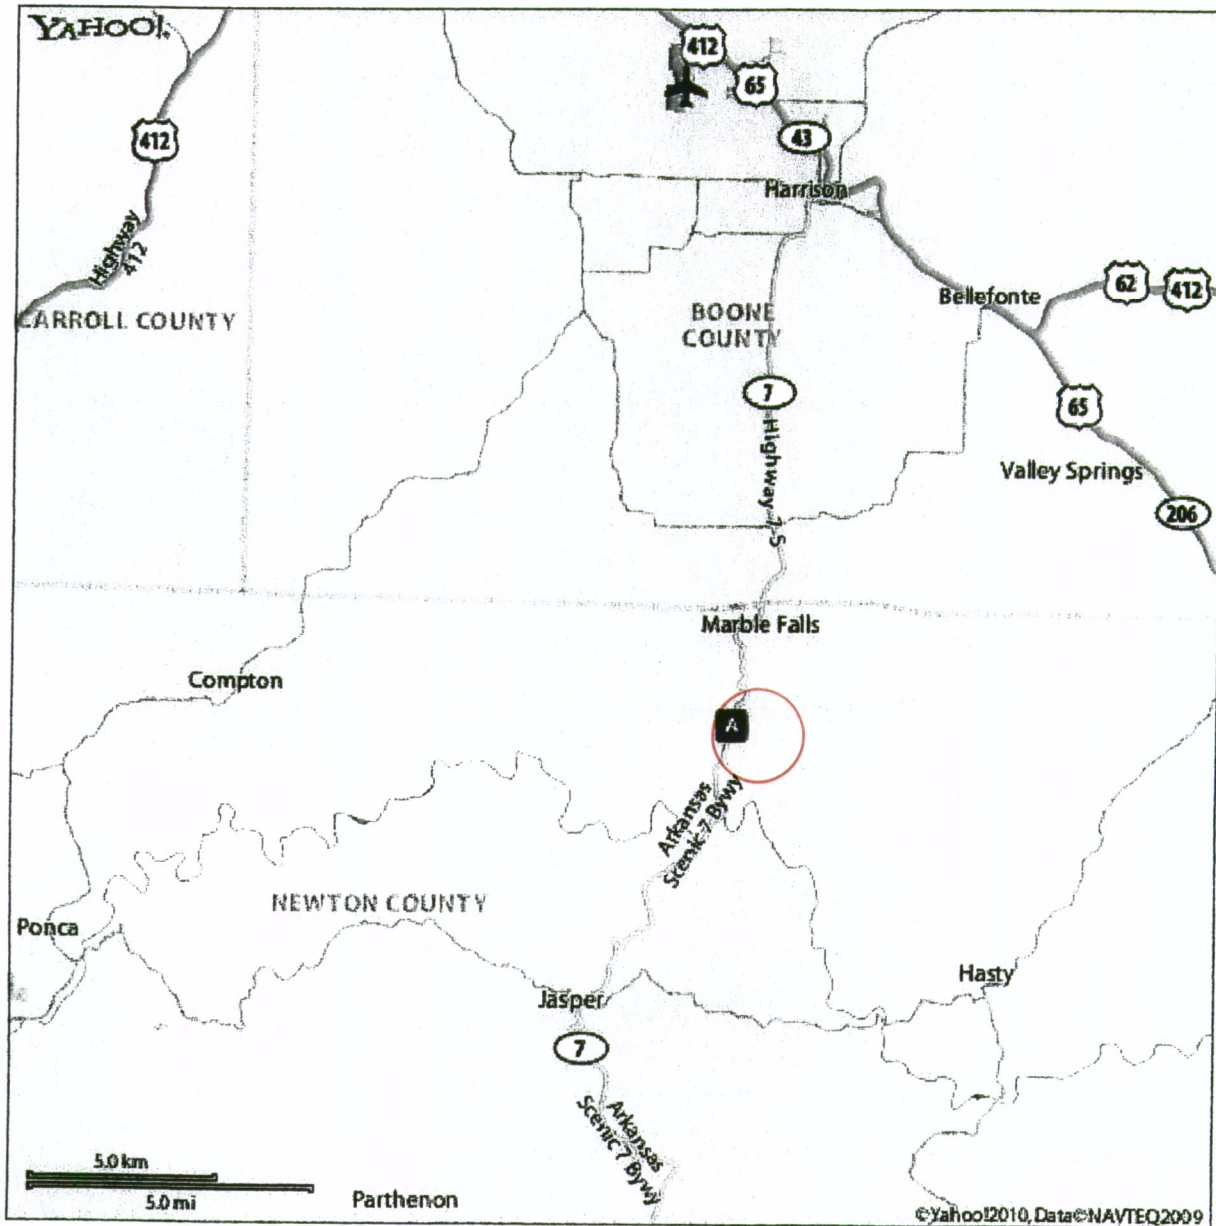 YAHOO!
412
65
412
43
Harrison
Highway
412
Bellefonte
62
412
CARROLL COUNTY
BOONE
COUNTY
7
65
Highway 7 S
Valley Springs
206
Marble Falls
Compton
A
Arkansas
Scenic 7 Bywy
NEWTON COUNTY
Ponca
Hasty
Jasper
7
Arkansas
Scenic 7 Bywy
5.0 km
5.0 mi
Parthenon
©Yahoo!2010, Data©NAVTEQ2009